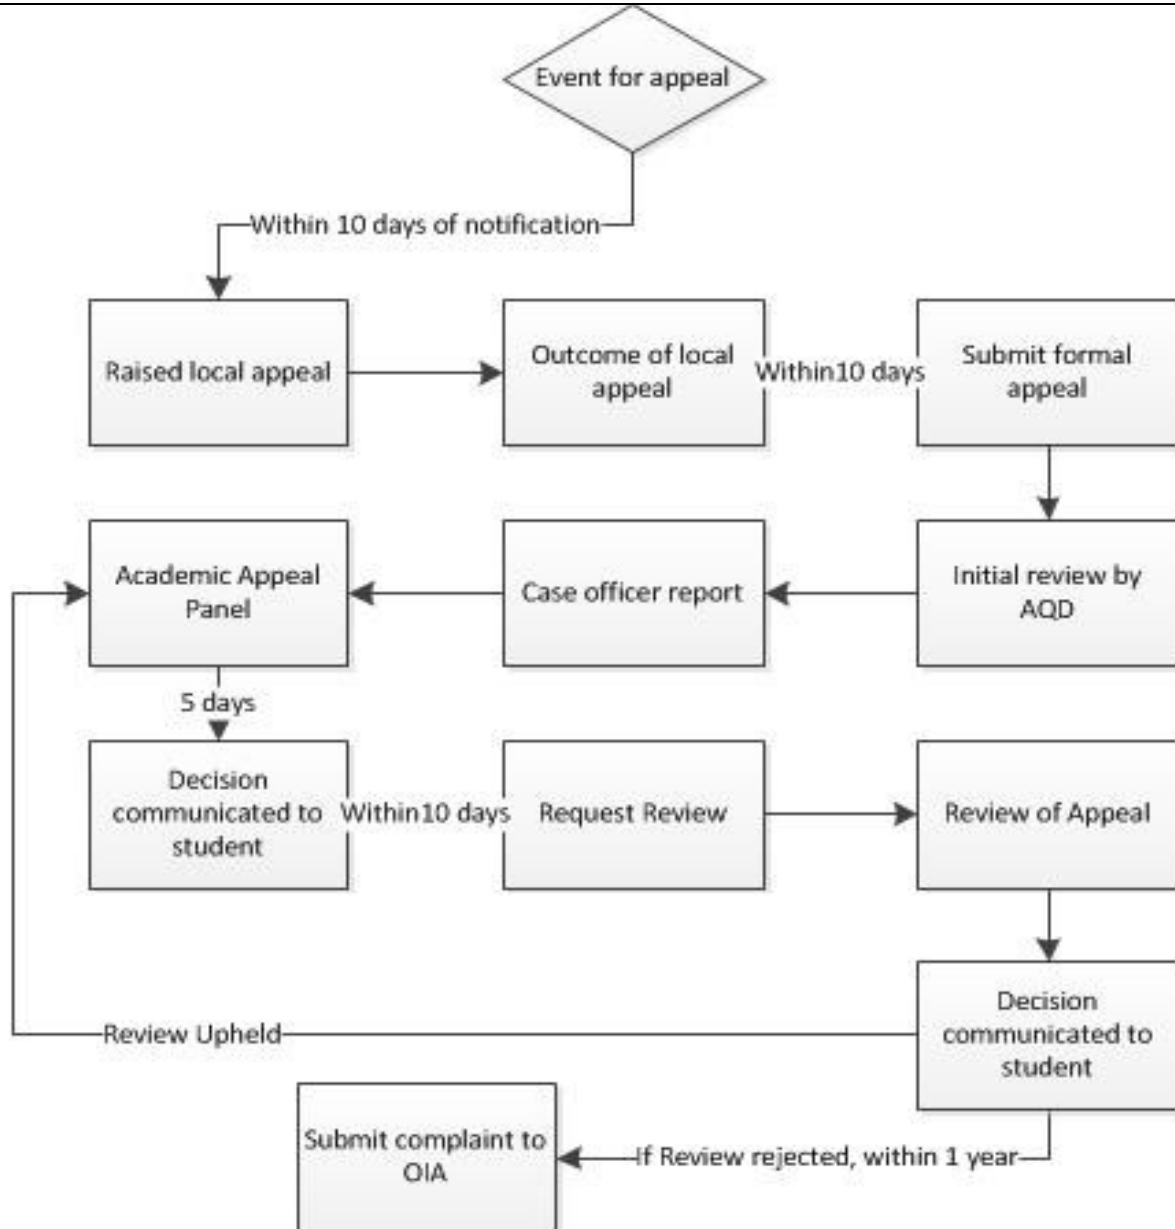 Event for appeal
Within 10 days of notification
Raised local appeal
Outcome of local
appeal
Within10 days
Submit formal
appeal
Academic Appeal
Panel
Case officer report
Initial review by
AQD
5 days
Decision
communicated to
student
Within10 days
Request Review
Review of Appeal
Decision
communicated to
student
Review Upheld
Submit complaint to
OIA
If Review rejected, within 1 year